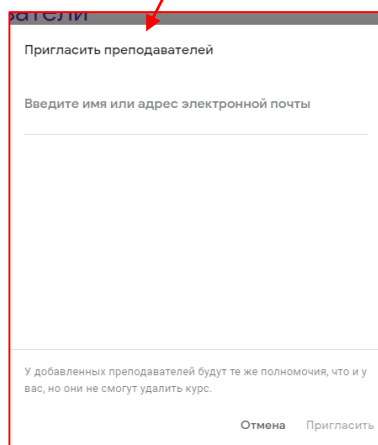 ватели
Пригласить преподавателей
Введите имя или адрес электронной почты
У добавленных преподавателей будут те же полномочия, что и у
вас, но они не смогут удалить курс.
Отмена Пригласить